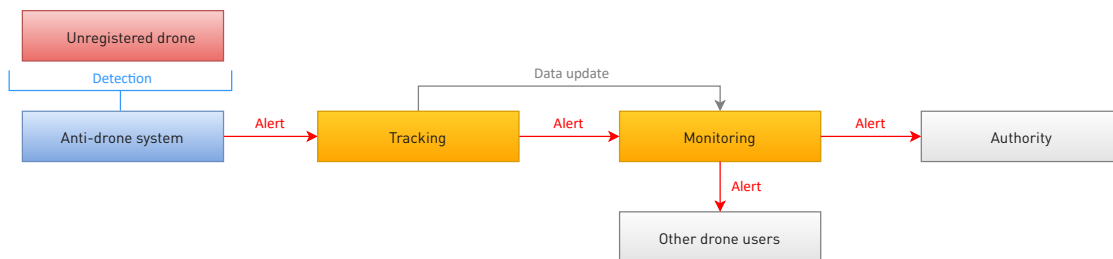 Unregistered drone
Detection
Data update
Anti-drone system
Alert
Tracking
Alert
Monitoring
Alert
Authority
Alert
Other drone users